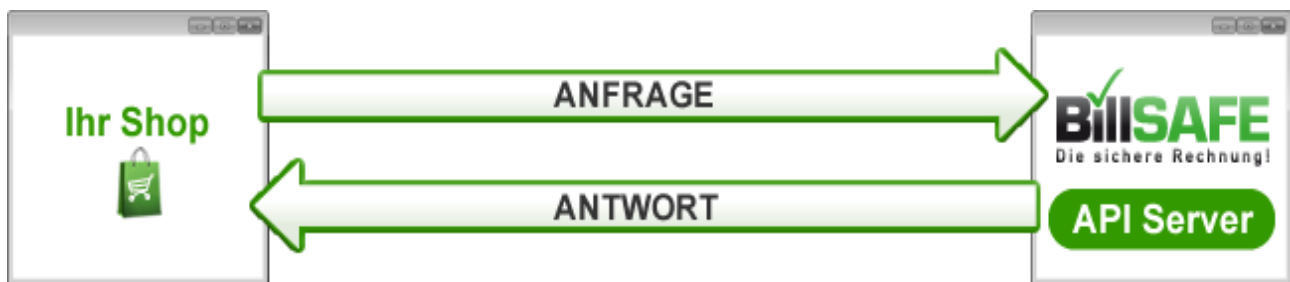 Ihr Shop
ANFRAGE
ANTWORT
BillSAFE
Die sichere Rechnung!
API Server